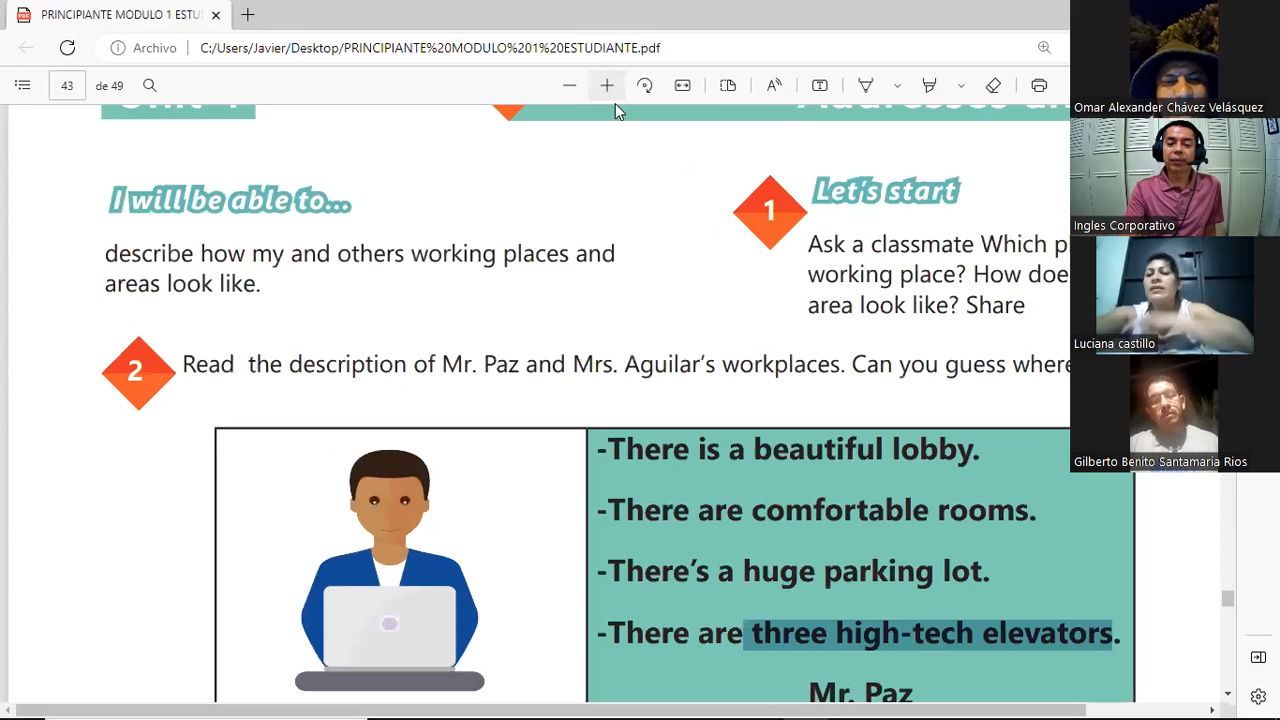 PRINCIPIANTE MODULO 1 ESTU
Archivo
C:/Users/Javier/Desktop/PRINCIPIANTE%20MODULO%201%20ESTUDIANTE.pdf
43
de 49
I will be able to...
describe how my and others working places and
areas look like.
1
Let's start
Ask a classmate Which p
working place? How doe
area look like? Share
2
Read the description of Mr. Paz and Mrs. Aguilar's workplaces. Can you guess where
-There is a beautiful lobby.
-There are comfortable rooms.
-There's a huge parking lot.
-There are three high-tech elevators.
Mr. Paz
Omar Alexander Chávez Velásquez
Ingles Corporativo
Luciana castillo
Gilberto Benito Santamaria Rios